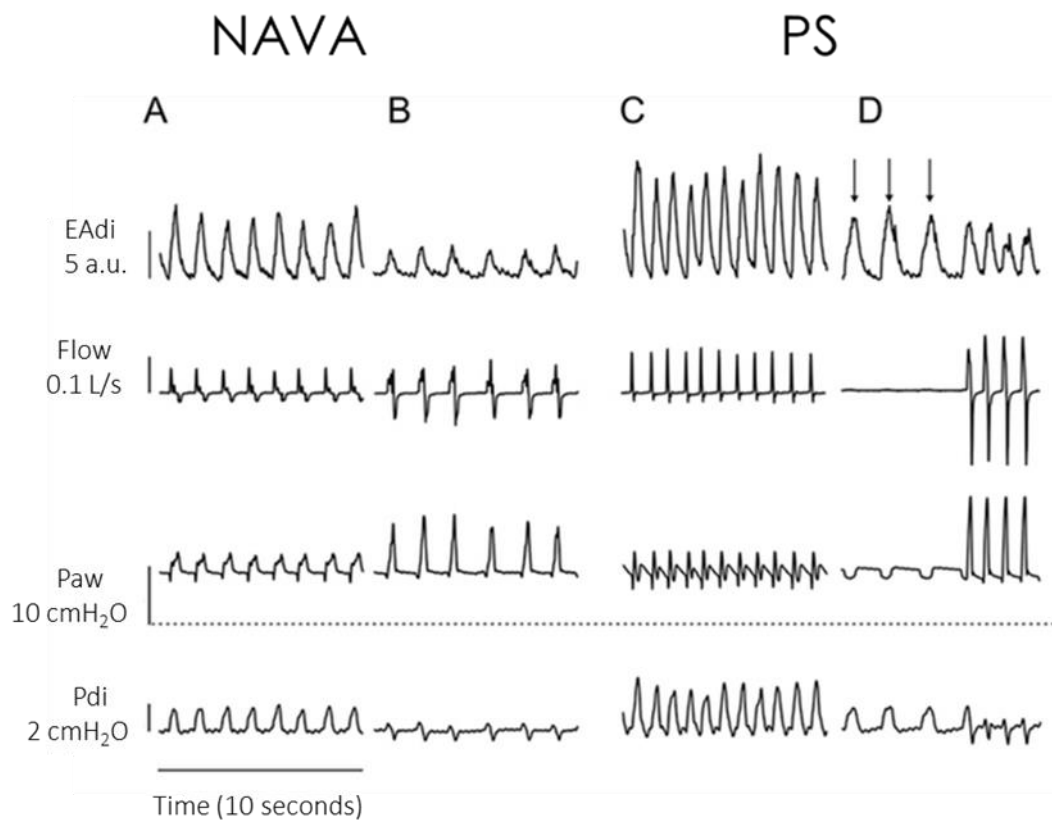 NAVA PS
A B C D
EAdi
5 a.u.
Flow
0.1 L/s
Paw
10 cmH₂O
Pdi
2 cmH₂O
Time (10 seconds)